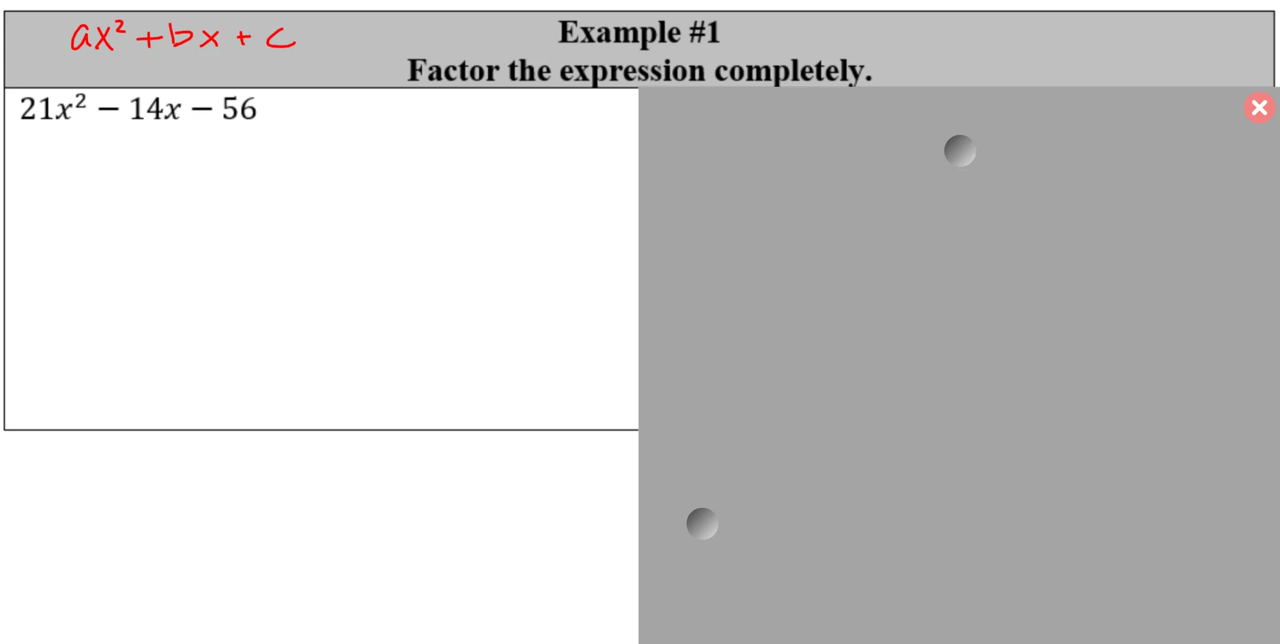 ax² + bx + c
Example #1
Factor the expression completely.
21x² − 14x − 56